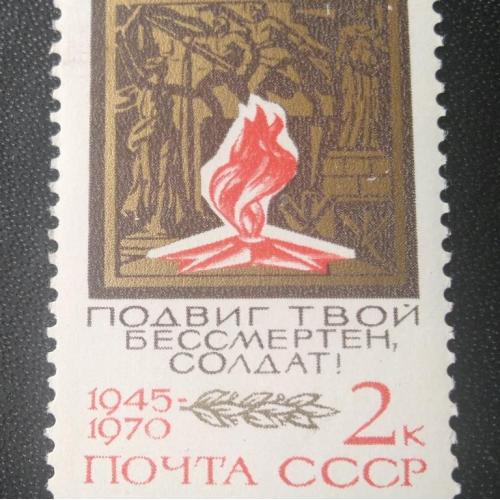 ПОДВИГ ТВОЙ
БЕССМЕРТЕН,
СОЛДАТ!
1945-
1970
2к
ПОЧТА СССР